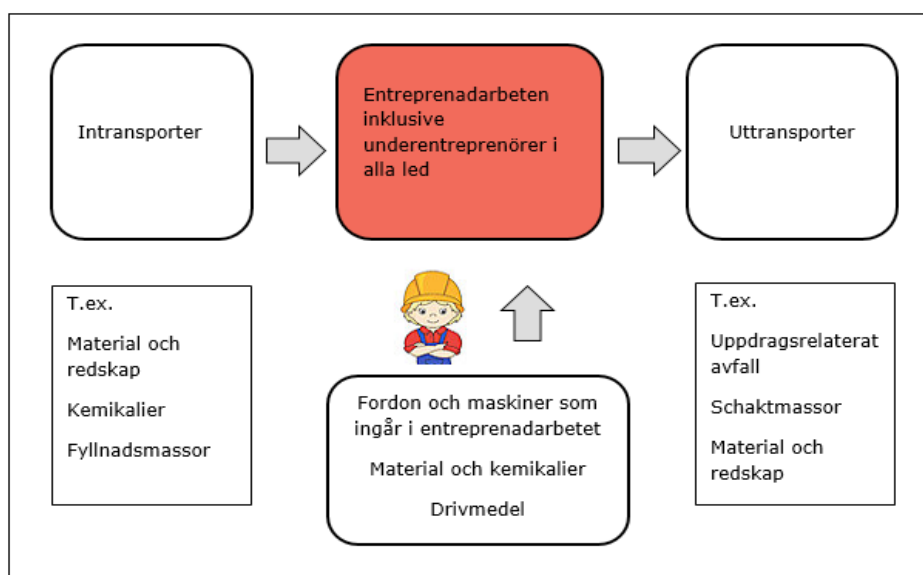 Intransporter
Entreprenadarbeten
inklusive
underentreprenörer i
alla led
Uttransporter
T.ex.
Material och
redskap
Kemikalier
Fyllnadsmassor
Fordon och maskiner som
ingår i entreprenadarbetet
Material och kemikalier
Drivmedel
T.ex.
Uppdragsrelaterat
avfall
Schaktmassor
Material och
redskap